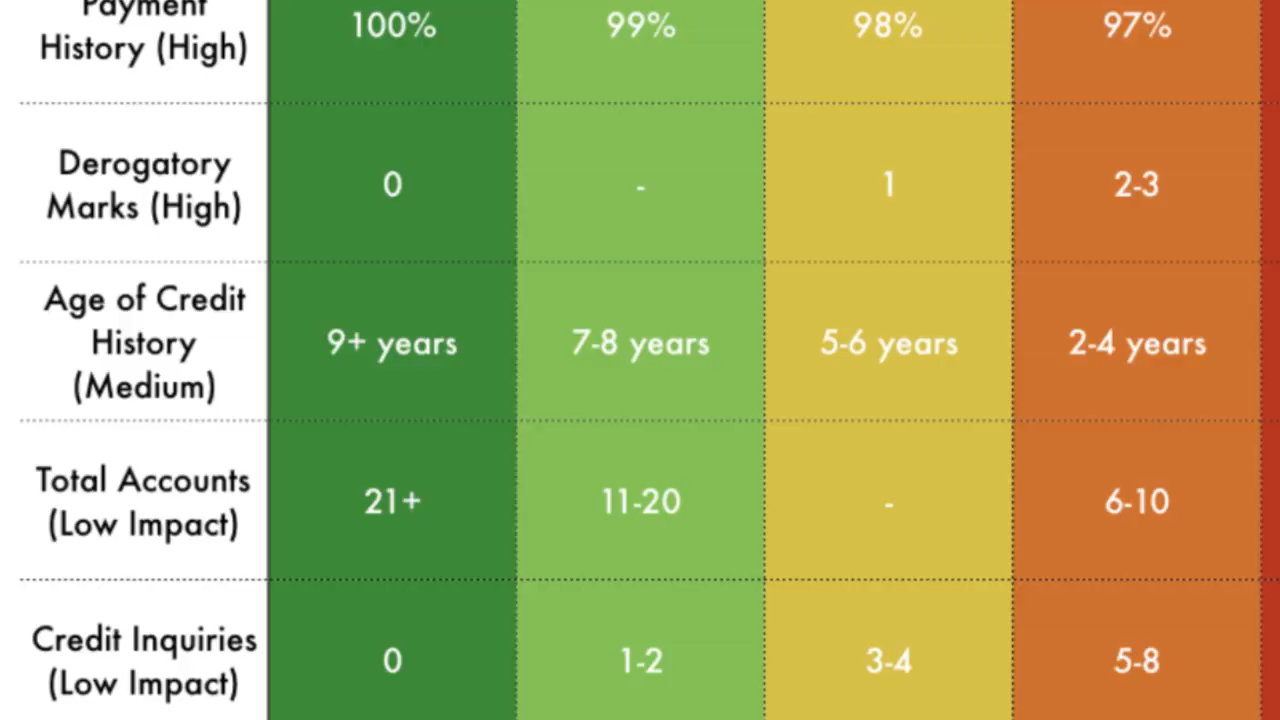 Payment
History (High) 100% 99% 98% 97%
Derogatory
Marks (High) 0 - 1 2-3
Age of Credit
History
(Medium) 9+ years 7-8 years 5-6 years 2-4 years
Total Accounts
(Low Impact) 21+ 11-20 - 6-10
Credit Inquiries
(Low Impact) 0 1-2 3-4 5-8